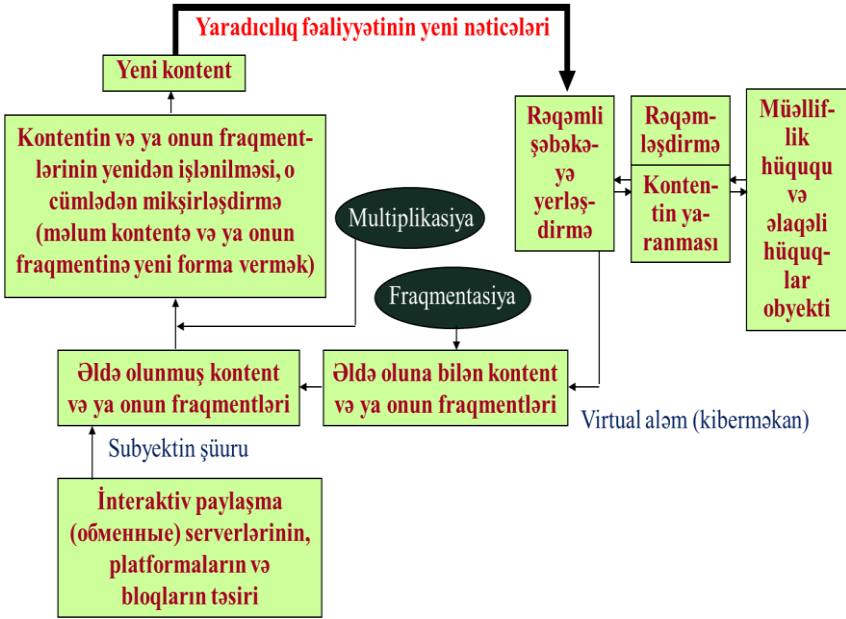 Yaradıcılıq fəaliyyətinin yeni nəticələri
Yeni kontent
Kontentin və ya onun fraqment-
lərinin yenidən işlənilməsi, o
cümlədən mikşirləşdirmə
(məlum kontentə və ya onun
fraqmentinə yeni forma vermək)
Multiplikasiya
Fraqmentasiya
Rəqəmli
şəbəkə-
yə
yerləş-
dirmə
Rəqəm-
ləşdirmə
Konten-
tin ya-
ranması
Müəllif-
lik
hüququ
və
əlaqəli
hüquq-
lar
obyekti
Əldə olunmuş kontent
və ya onun fraqmentləri
Əldə oluna bilən kontent
və ya onun fraqmentləri
Virtual aləm (kiberməkan)
Subyektin şüuru
İnteraktiv paylaşma
(обменные) serverlərinin,
platformaların və
bloqların təsiri